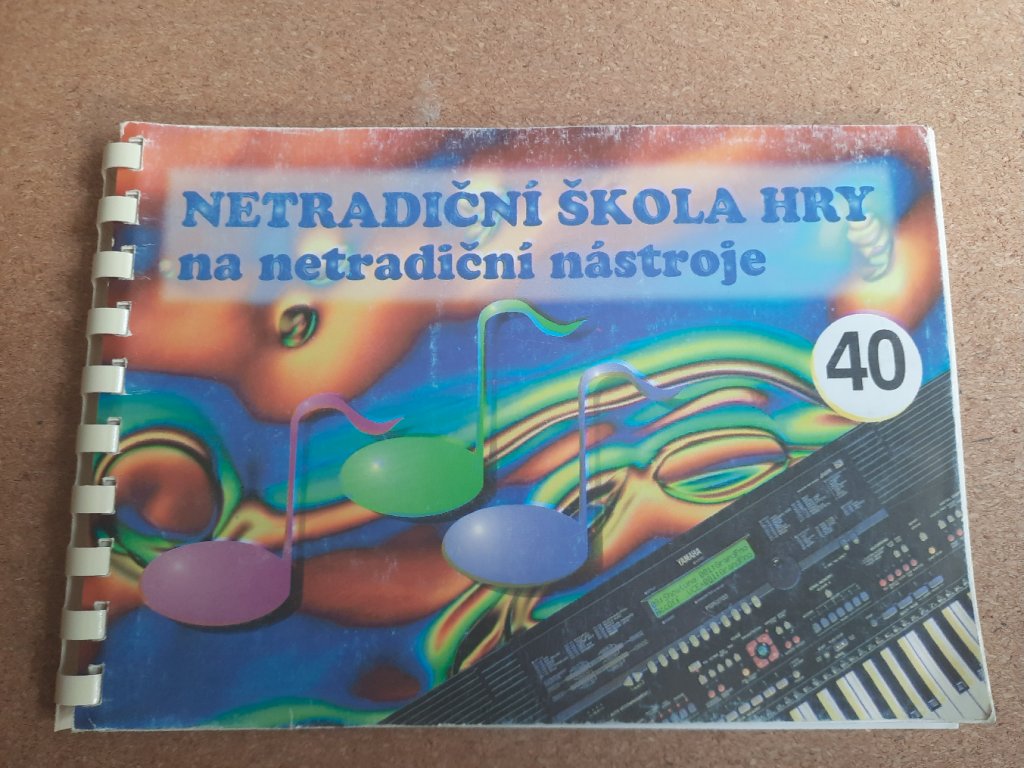 NETRADIČNÍ ŠKOLA HRY
na netradiční nástroje
40
YAMAHA